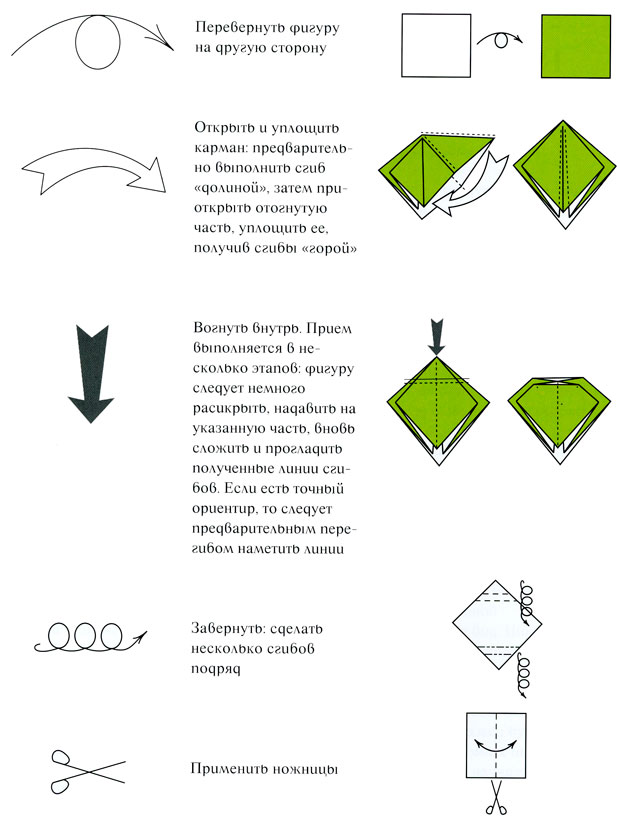 Перевернуть фигуру
на другую сторону
Открыть и уплощить
карман: предваритель-
но выполнить сгиб
«долиной», затем при-
открыть отогнутую
часть, уплощить ее,
получив сгибы «горой»
Вогнуть внутрь. Прием
выполняется в не-
сколько этапов: фигуру
следует немного
расикрыть, надавить на
указанную часть, вновь
сложить и прогладить
полученные линии сги-
бов. Если есть точный
ориентир, то следует
предварительным пере-
гибом наметить линии
Завернуть: сделать
несколько сгибов
подряд
Применить ножницы